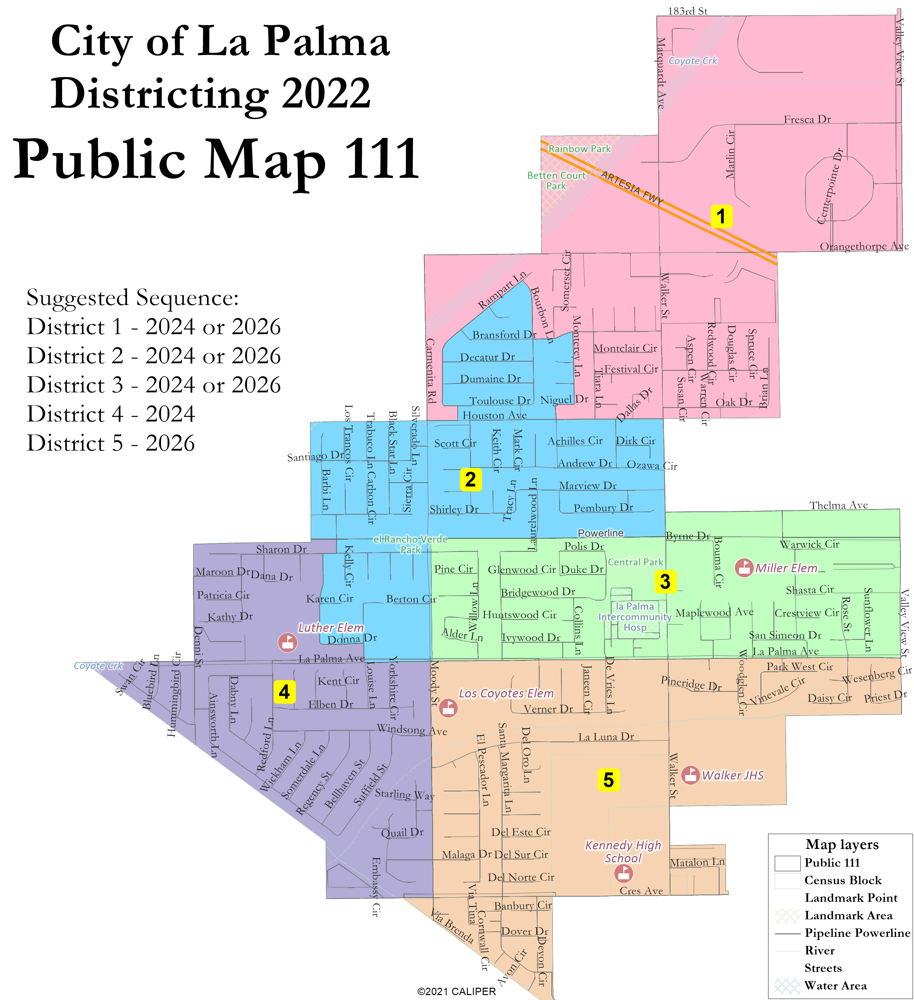 City of La Palma
Districting 2022
Public Map 111
Suggested Sequence:
District 1 - 2024 or 2026
District 2 - 2024 or 2026
District 3 - 2024 or 2026
District 4 - 2024
District 5 - 2026
183rd St
Valley View St
Marquardt Ave
Coyote Crk
Fresca Dr
Marlin Cir
Centerpointe Dr
Rainbow Park
Betten Court
Park
ARTESIA FWY
1
Orangethorpe Ave
Somerset Cir
Rampart Ln
Bourbon Ln
Walker St
Monterey Ln
Bransford Dr
Carmenita Rd
Decatur Dr
Dumaine Dr
Toulouse Dr
Niguel Dr
Houston Ave
Montclair Cir
Festival Cir
Tiara Ln
Dallas Dr
Aspen Cir
Redwood Cir
Douglas Cir
Spruce Cir
Susan Cir
Warren Cir
Oak Dr
Brian Ln
Los Trancos Cir
Trabuco Ln
Black Star Ln
Silverado Ln
Santiago Dr
Barbi Ln
Carbon Cir
Sierra Cir
Scott Cir
Keith Cir
Mark Cir
Achilles Cir
Dirk Cir
Andrew Dr
Ozawa Cir
2
Tracy Ln
Laurelwood Ln
Marview Dr
Shirley Dr
Pembury Dr
Powerline
Thelma Ave
el Rancho Verde
Park
Byrne Dr
Bouma Cir
Warwick Cir
Sharon Dr
Kelly Cir
Polis Dr
Central Park
Miller Elem
Maroon Dr
Dana Dr
Pine Cir
Glenwood Cir
Duke Dr
3
Patricia Cir
Karen Cir
Berton Cir
Willow Ln
Bridgewood Dr
Shasta Cir
Rose St
Sunflower Ln
Valley View St
Kathy Dr
Huntswood Cir
Collins Ln
la Palma
Intercommunity
Hosp
Maplewood Ave
Crestview Cir
Luther Elem
Denni St
Donna Dr
Alder Ln
Ivywood Dr
San Simeon Dr
La Palma Ave
La Palma Ave
Coyote Crk
Swan Cir
Bluebird Ln
Hummingbird Cir
Louise Ln
Yorkshire Cir
Moody St
Janeen Cir
De Vries Ln
Woodglen Cir
Park West Cir
Wesenberg Cir
Dabny Ln
Kent Cir
4
Los Coyotes Elem
Pineridge Dr
Vinevale Cir
Daisy Cir
Priest Dr
Ainsworth Ln
Elben Dr
Verner Dr
Redford Ln
Windsong Ave
Santa Margarita Ln
Del Oro Ln
La Luna Dr
El Pescador Ln
Wickham Ln
Somerdale Ln
Regency St
Bellhaven St
Suffield St
Starling Way
5
Walker St
Walker JHS
Quail Dr
Del Este Cir
Kennedy High
School
Malaga Dr
Del Sur Cir
Matalon Ln
Embassy Cir
Del Norte Cir
Cres Ave
Via Tina
Banbury Cir
Via Brenda
Cornwall Cir
Dover Dr
Devon Cir
Avon Cir
Map layers
Public 111
Census Block
Landmark Point
Landmark Area
Pipeline Powerline
River
Streets
Water Area
©2021 CALIPER